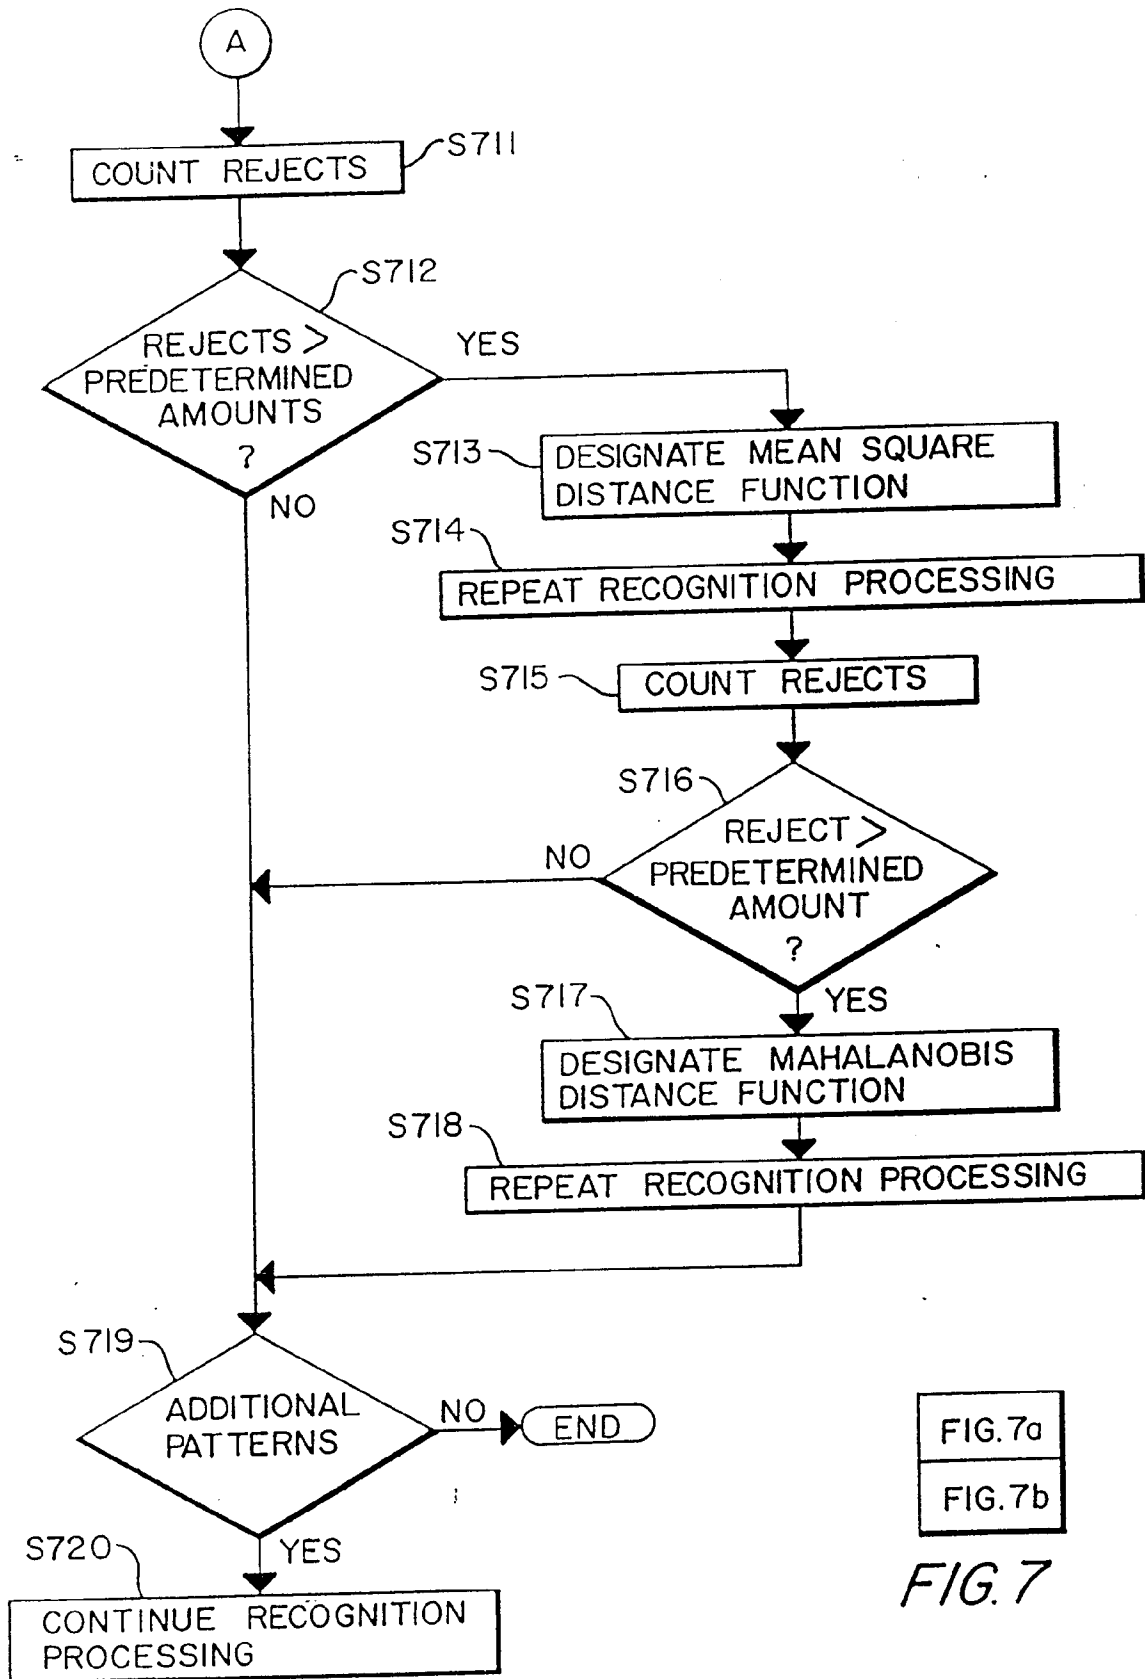 A
COUNT REJECTS
S711
S712
REJECTS >
PREDETERMINED
AMOUNTS
?
YES
NO
S713
DESIGNATE MEAN SQUARE
DISTANCE FUNCTION
S714
REPEAT RECOGNITION PROCESSING
S715
COUNT REJECTS
S716
REJECT >
PREDETERMINED
AMOUNT
?
NO
YES
S717
DESIGNATE MAHALANOBIS
DISTANCE FUNCTION
S718
REPEAT RECOGNITION PROCESSING
S719
ADDITIONAL
PATTERNS
NO
END
YES
S720
CONTINUE RECOGNITION
PROCESSING
FIG.7a
FIG.7b
FIG.7